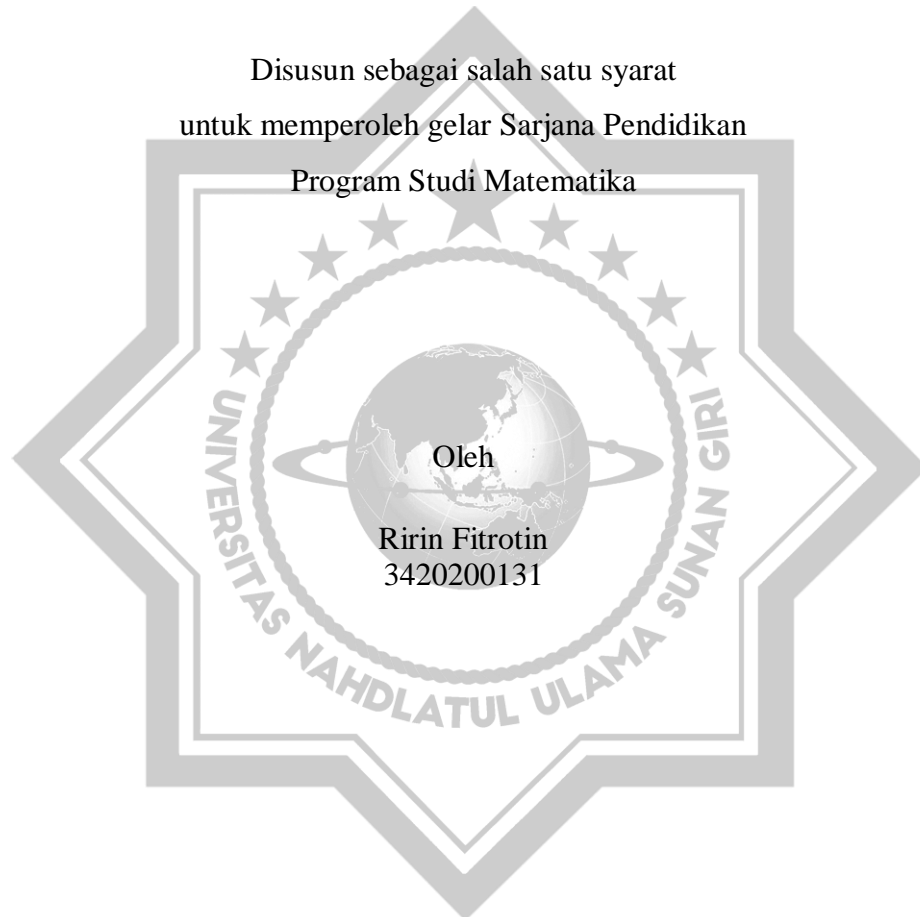 Disusun sebagai salah satu syarat
untuk memperoleh gelar Sarjana Pendidikan
Program Studi Matematika
Oleh
Ririn Fitrotin
3420200131
UNIVERSITAS NAHDLATUL ULAMA SUNAN GIRI